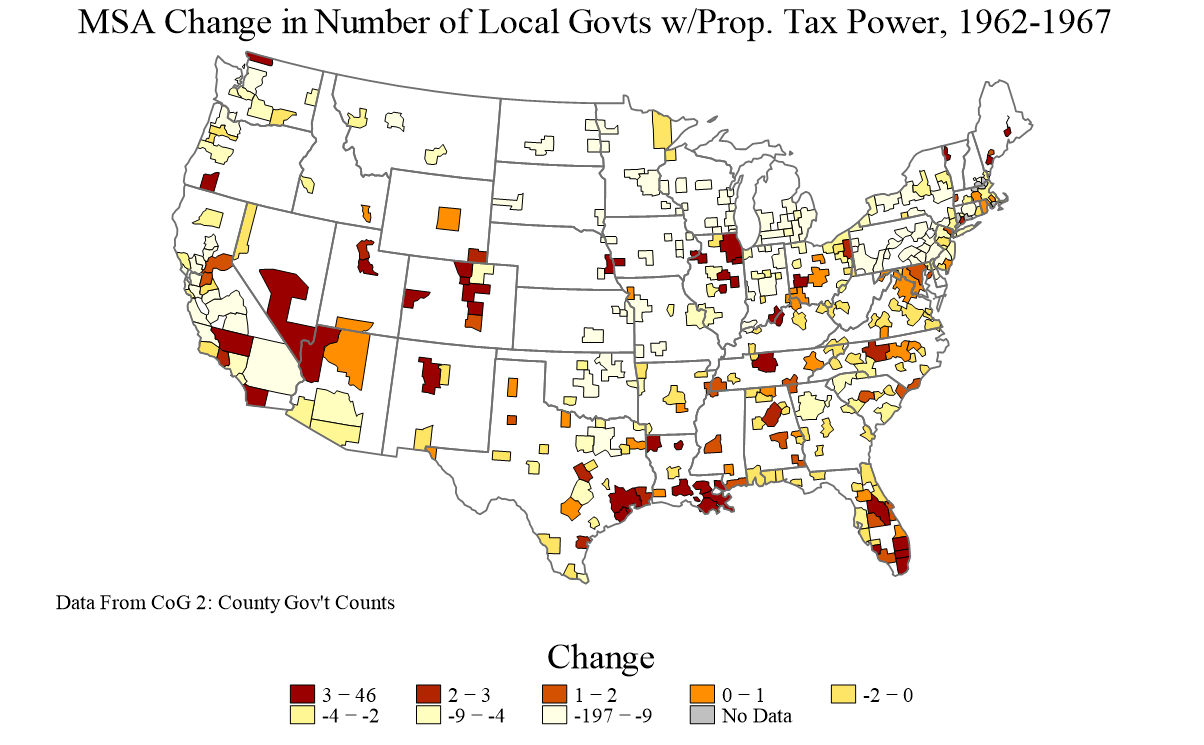 MSA Change in Number of Local Govts w/Prop. Tax Power, 1962-1967
Data From CoG 2: County Gov't Counts
Change
3 − 46 2 − 3 1 − 2 0 − 1 -2 − 0
-4 − -2 -9 − -4 -197 − -9 No Data